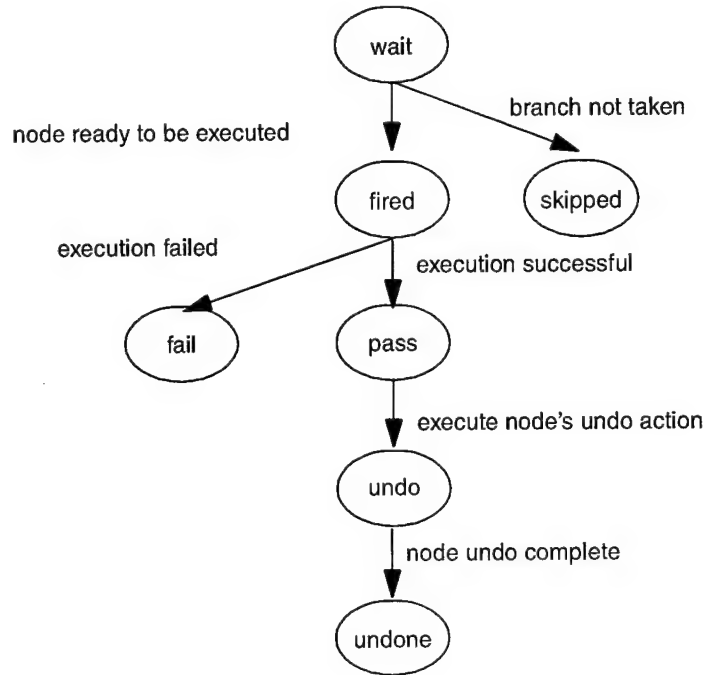 wait
branch not taken
node ready to be executed
fired
skipped
execution failed
execution successful
fail
pass
execute node's undo action
undo
node undo complete
undone